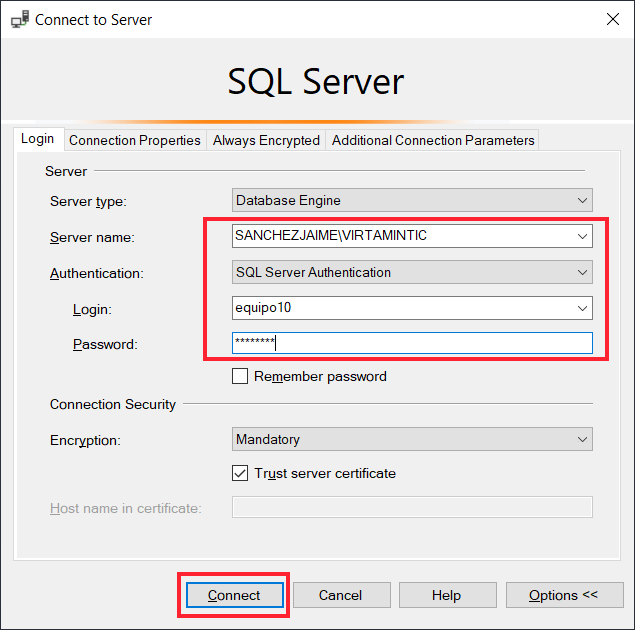 Connect to Server
SQL Server
Login Connection Properties Always Encrypted Additional Connection Parameters
Server
Server type: Database Engine
Server name: SANCHEZJAIME\VIRTAMINTIC
Authentication: SQL Server Authentication
Login: equipo10
Password: ********
Remember password
Connection Security
Encryption: Mandatory
Trust server certificate
Host name in certificate:
Connect Cancel Help Options <<